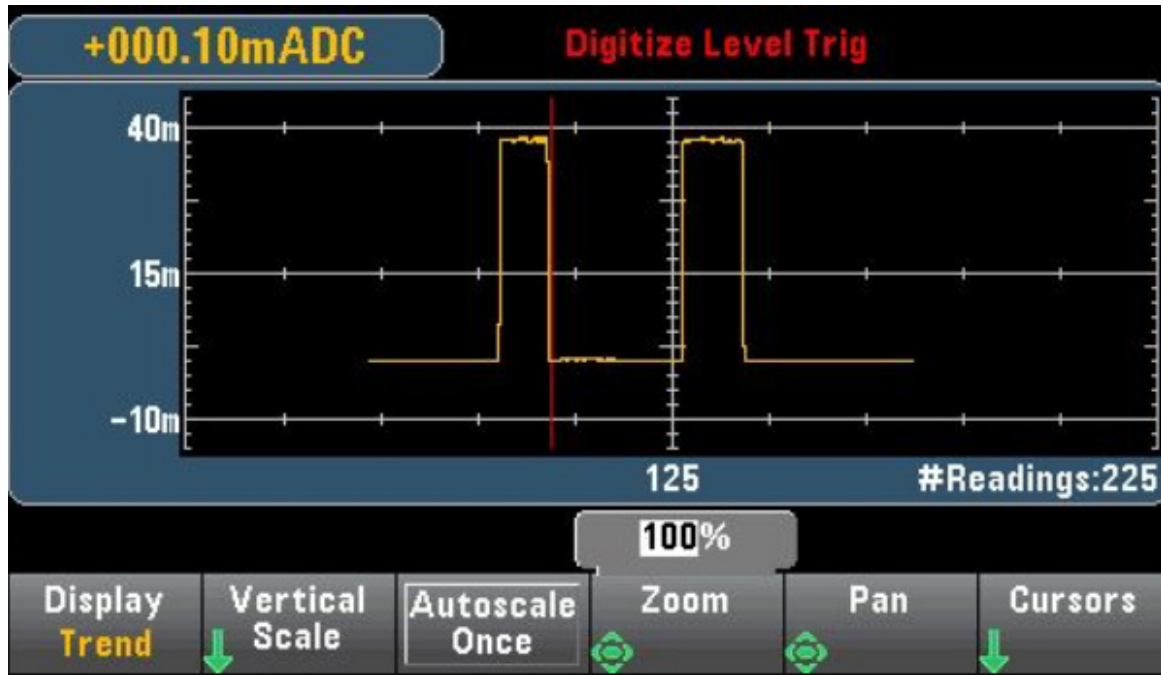 +000.10mADC
Digitize Level Trig
40m
15m
-10m
125
#Readings:225
100%
Display
Trend
Vertical
Scale
Autoscale
Once
Zoom
Pan
Cursors